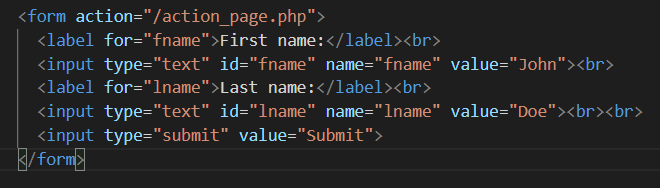 <form action="/action_page.php">
<label for="fname">First name:</label><br>
<input type="text" id="fname" name="fname" value="John"><br>
<label for="lname">Last name:</label><br>
<input type="text" id="lname" name="lname" value="Doe"><br><br>
<input type="submit" value="Submit">
</form>